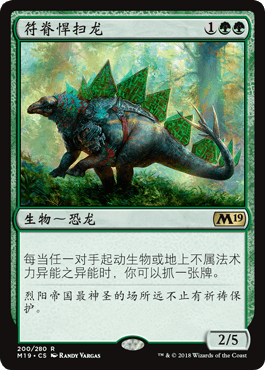 符脊悍扫龙 1
生物～恐龙 M19
每当任一对手起动生物或地上不属法术
力异能之异能时，你可以抓一张牌。
烈阳帝国最神圣的场所远不止有祈祷保
护。
2/5
200/280 R
M19 • CS RANDY VARGAS ™ & © 2018 Wizards of the Coast